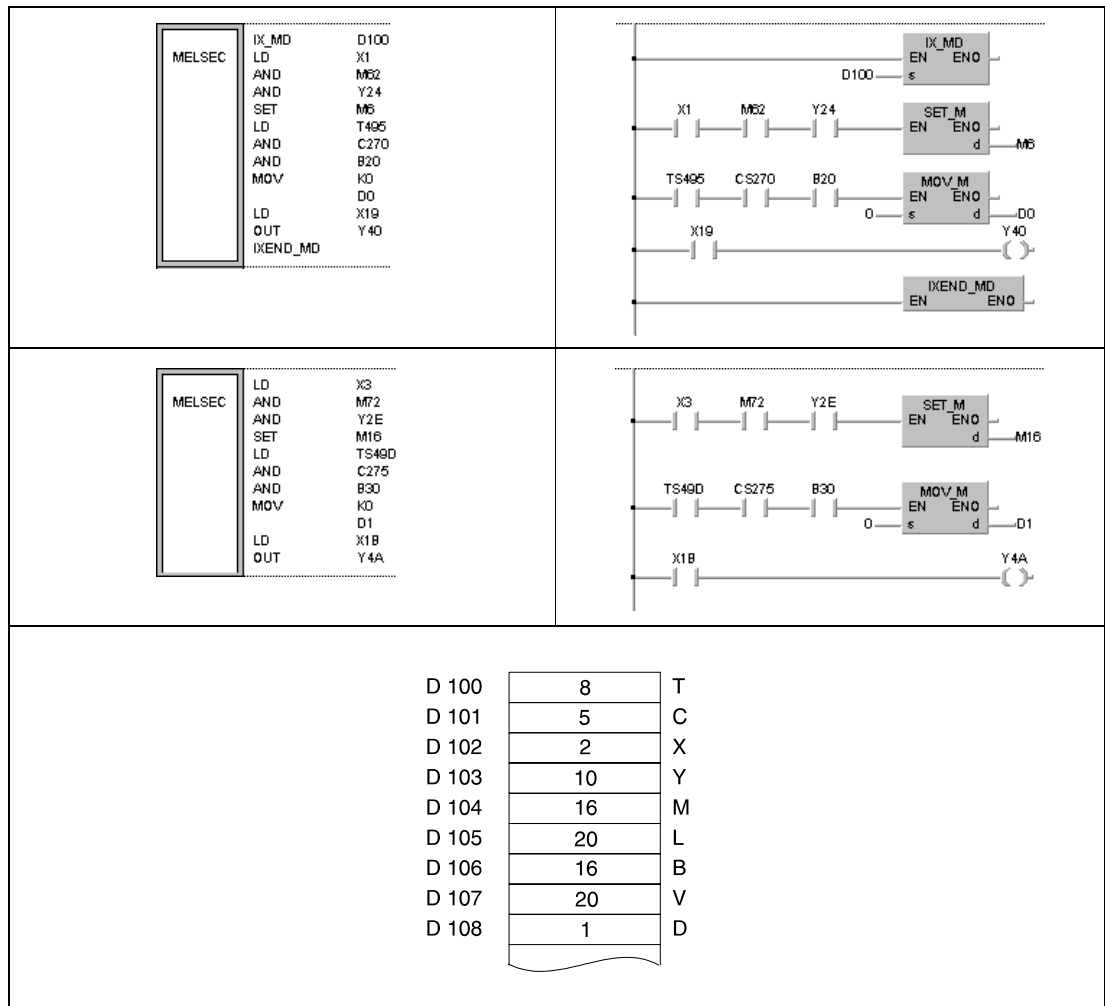 MELSEC
IX_MD D100
LD X1
AND M62
AND Y24
SET M6
LD T495
AND C270
AND B20
MOV K0
D0
LD X19
OUT Y40
IXEND_MD
IX_MD
EN ENO
D100 s
X1 M62 Y24
SET_M
EN ENO
d M6
TS495 CS270 B20
MOV_M
EN ENO
0 s d D0
X19 Y40
IXEND_MD
EN ENO
MELSEC
LD X3
AND M72
AND Y2E
SET M16
LD TS49D
AND C275
AND B30
MOV K0
D1
LD X1B
OUT Y4A
X3 M72 Y2E
SET_M
EN ENO
d M16
TS49D CS275 B30
MOV_M
EN ENO
0 s d D1
X1B Y4A
D 100 8 T
D 101 5 C
D 102 2 X
D 103 10 Y
D 104 16 M
D 105 20 L
D 106 16 B
D 107 20 V
D 108 1 D